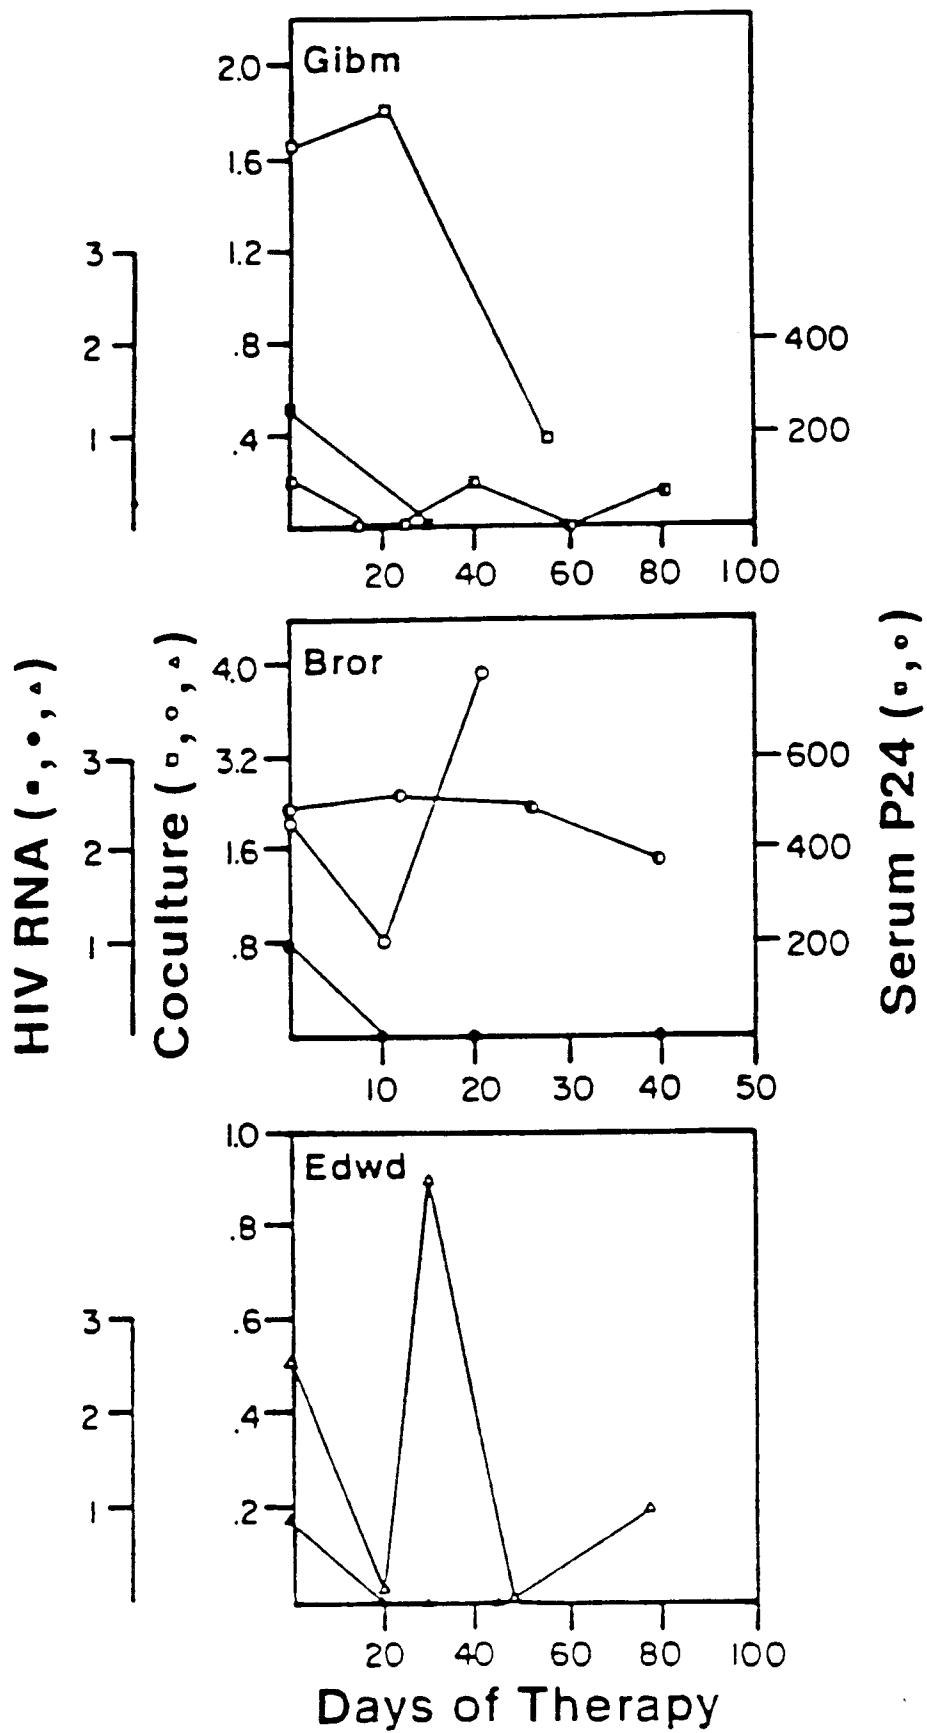 Gibm
2.0
1.6
1.2
.8
.4
3
2
1
400
200
20 40 60 80 100
HIV RNA (▪,•,▵)
Coculture (▫,°,▵)
Serum P24 (▫,°)
Bror
4.0
3.2
1.6
.8
3
2
1
600
400
200
10 20 30 40 50
Edwd
1.0
.8
.6
.4
.2
3
2
1
20 40 60 80 100
Days of Therapy